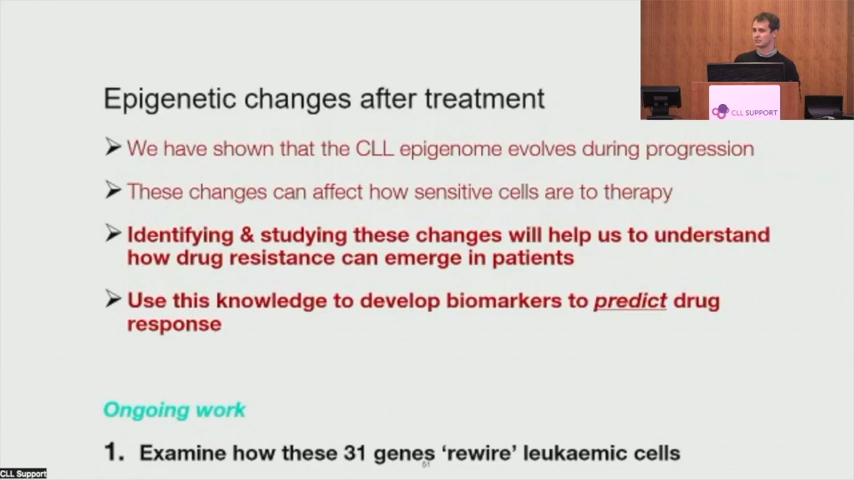 CLL SUPPORT
Epigenetic changes after treatment
We have shown that the CLL epigenome evolves during progression
These changes can affect how sensitive cells are to therapy
Identifying & studying these changes will help us to understand
how drug resistance can emerge in patients
Use this knowledge to develop biomarkers to predict drug
response
Ongoing work
1. Examine how these 31 genes ‘rewire’ leukaemic cells
51
CLL Support